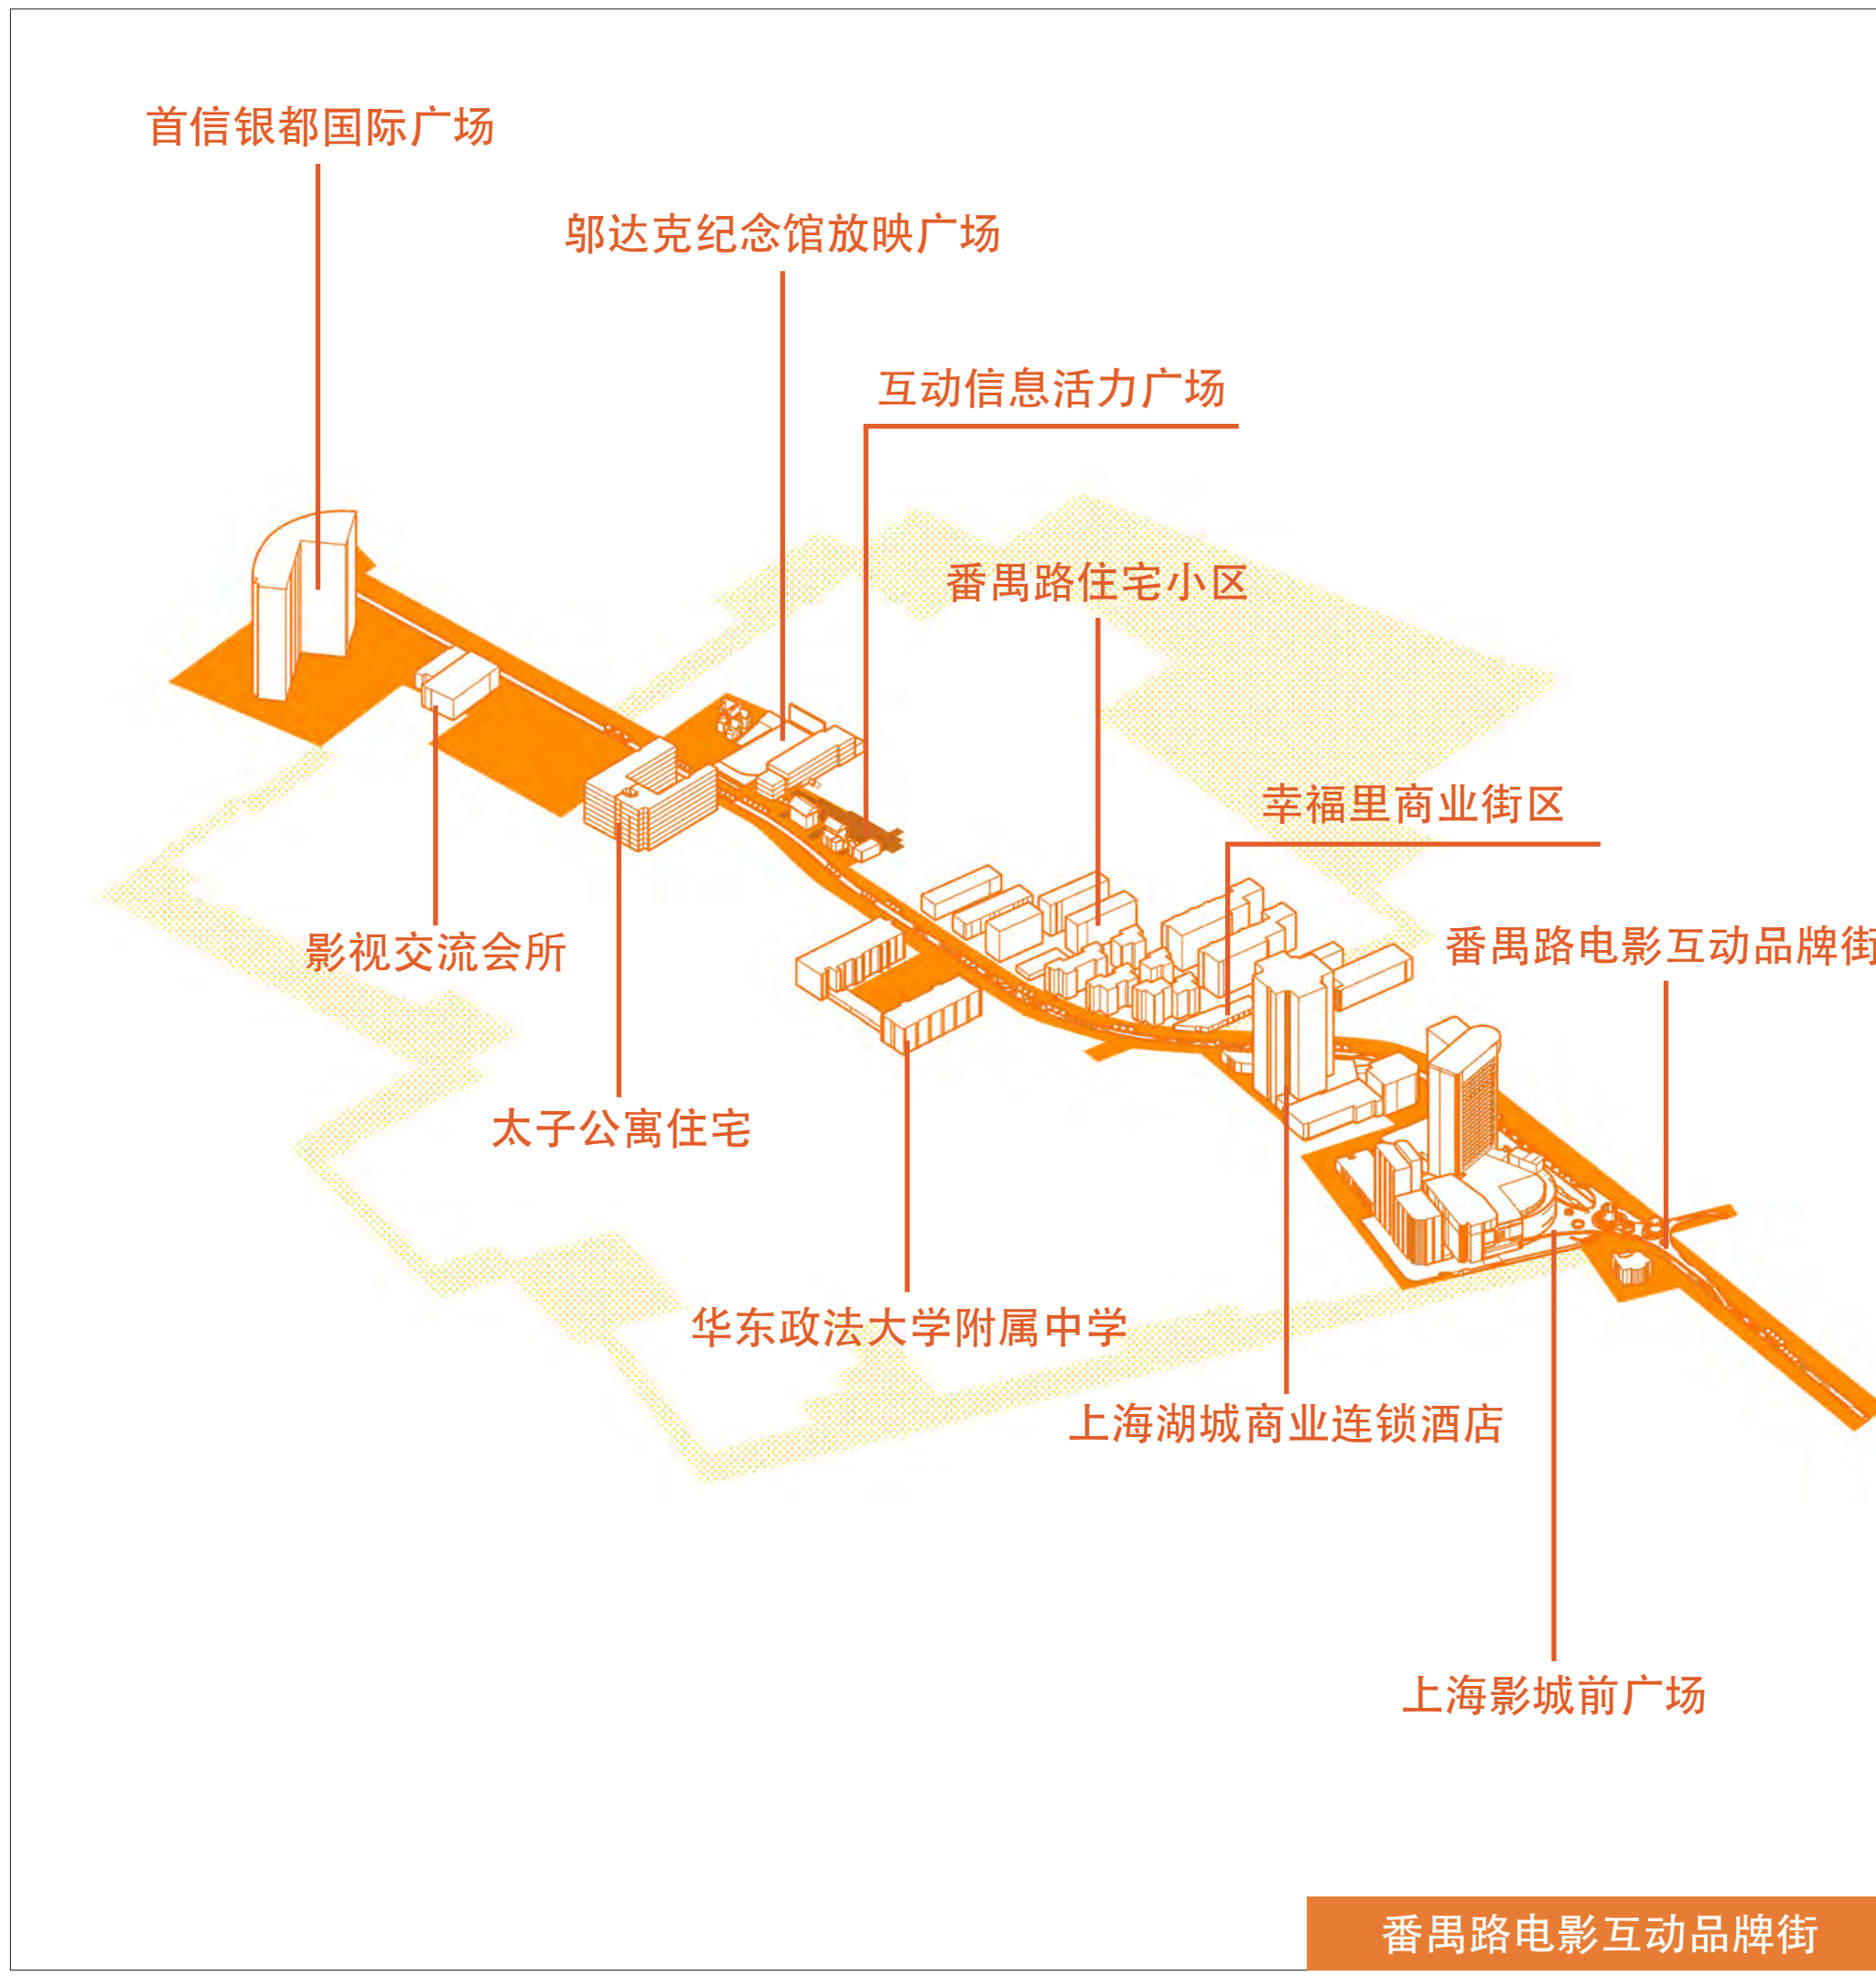 首信银都国际广场
邬达克纪念馆放映广场
互动信息活力广场
番禺路住宅小区
幸福里商业街区
番禺路电影互动品牌街
影视交流会所
太子公寓住宅
华东政法大学附属中学
上海湖城商业连锁酒店
上海影城前广场
番禺路电影互动品牌街